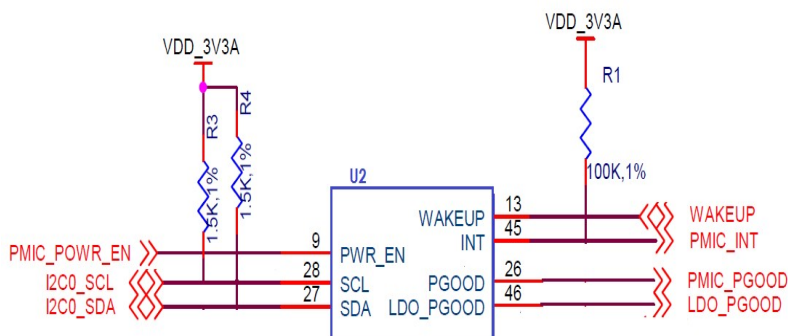 VDD_3V3A
VDD_3V3A
R1
R3
R4
1.5K,1%
1.5K,1%
100K,1%
U2
PMIC_POWR_EN
9
PWR_EN
I2C0_SCL
28
SCL
I2C0_SDA
27
SDA
WAKEUP
13
WAKEUP
INT
45
PMIC_INT
PGOOD
26
PMIC_PGOOD
LDO_PGOOD
46
LDO_PGOOD